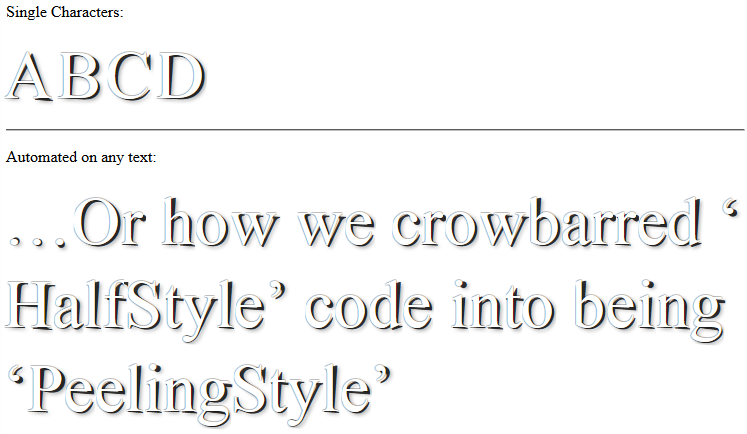 Single Characters:
ABCD
Automated on any text:
…Or how we crowbarred ‘
HalfStyle’ code into being
‘PeelingStyle’